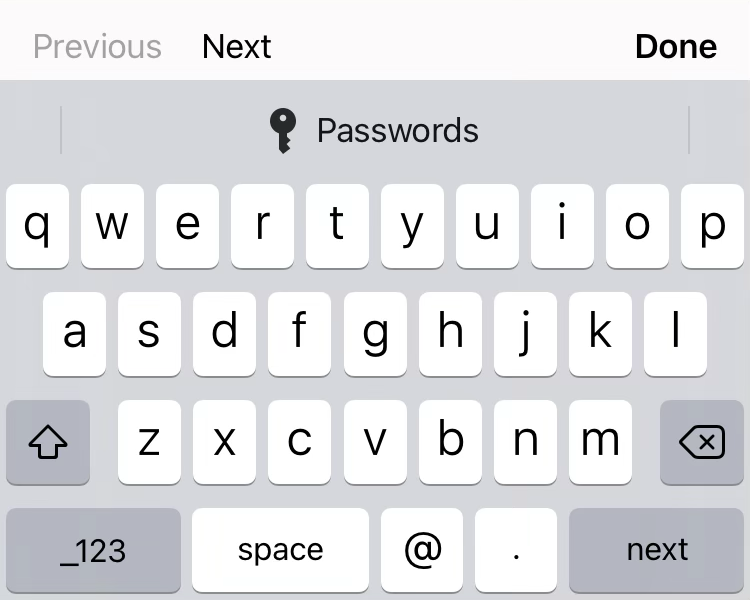 Previous Next Done
Passwords
q w e r t y u i o p
a s d f g h j k l
z x c v b n m
_123 space @ . next